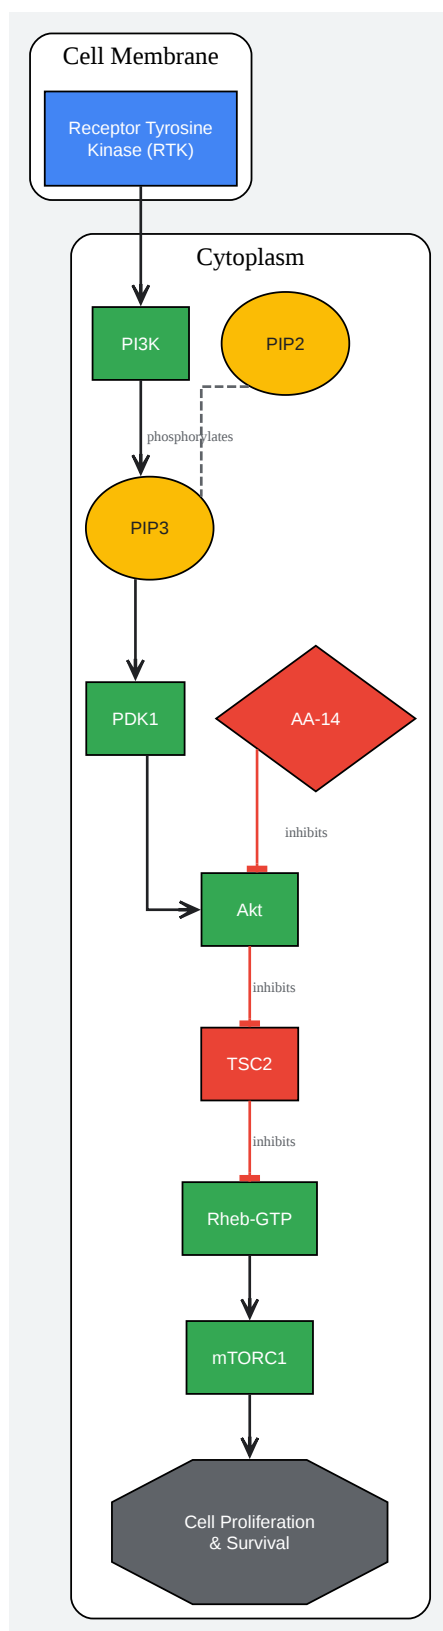 Cell Membrane
Receptor Tyrosine
Kinase (RTK)
Cytoplasm
PI3K
PIP2
phosphorylates
PIP3
PDK1
AA-14
inhibits
Akt
inhibits
TSC2
inhibits
Rheb-GTP
mTORC1
Cell Proliferation
& Survival